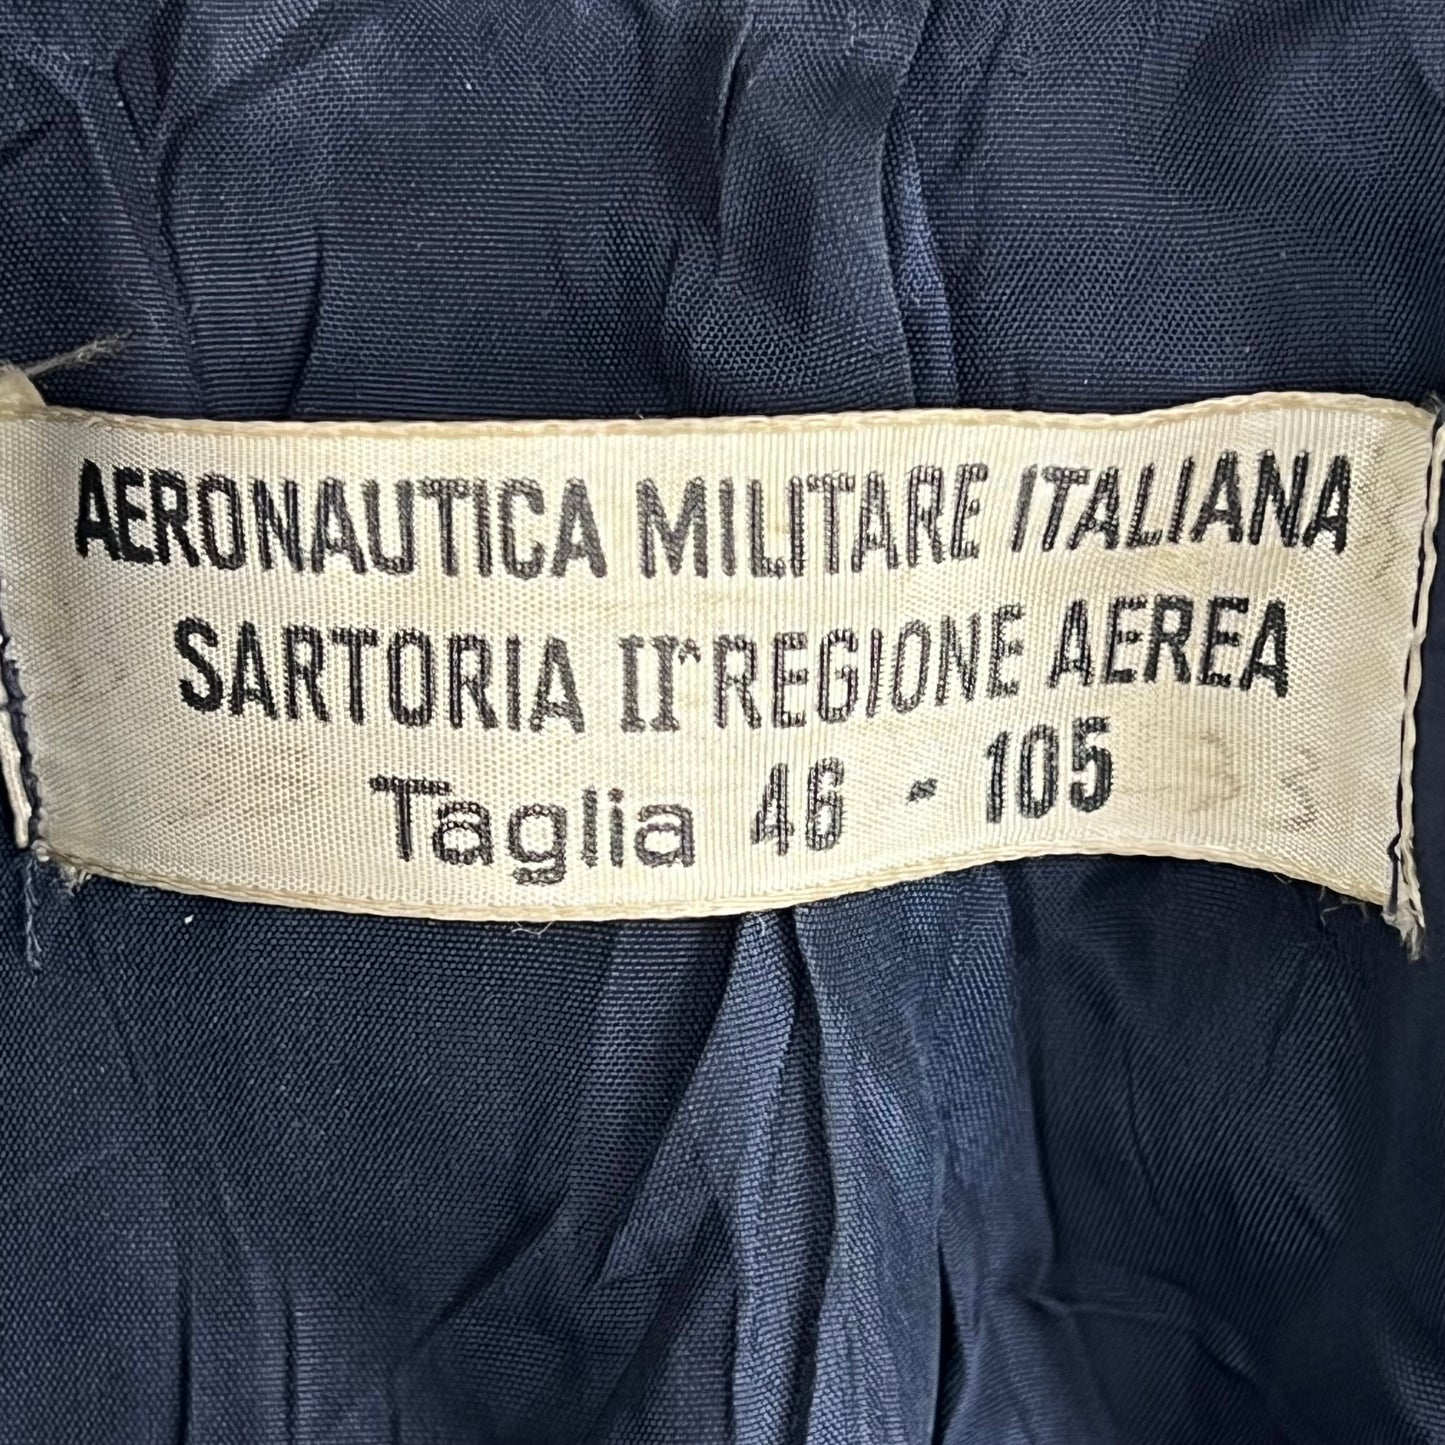 AERONAUTICA MILITARE ITALIANA
SARTORIA II^ REGIONE AEREA
Taglia 46 - 105